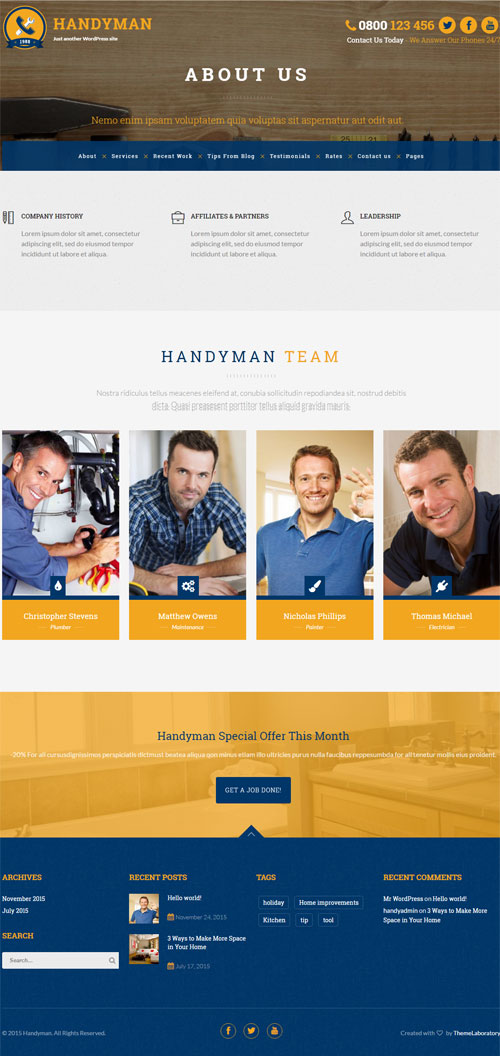 HANDYMAN
Just another WordPress site
1988
0800 123 456
Contact Us Today - We Answer Our Phones 24/7
ABOUT US
Nemo enim ipsam voluptatem quia voluptas sit aspernatur aut odit aut.
25 21
About × Services × Recent Work × Tips From Blog × Testimonials × Rates × Contact us × Pages
COMPANY HISTORY
Lorem ipsum dolor sit amet, consectetur
adipiscing elit, sed do eiusmod tempor
incididunt ut labore et aliqua.
AFFILIATES & PARTNERS
Lorem ipsum dolor sit amet, consectetur
adipiscing elit, sed do eiusmod tempor
incididunt ut labore et aliqua.
LEADERSHIP
Lorem ipsum dolor sit amet, consectetur
adipiscing elit, sed do eiusmod tempor
incididunt ut labore et aliqua.
HANDYMAN TEAM
Nostra ridiculus tellus meacenes eleifend at, conubia sollicitudin repodiandea sit. nostrud debitis
dicta. Quasi preasesent porttitor tellus aliquid gravida mauris.
Christopher Stevens
Plumber
Matthew Owens
Maintenance
Nicholas Phillips
Painter
Thomas Michael
Electrician
Handyman Special Offer This Month
-20% For all cursusdignissimos perspiciatis dictmust beatea aliqua qon mirus etiam illo ultricies purus nulla faucibus reppesumbda for all tenetur mollis eius proident.
GET A JOB DONE!
ARCHIVES
November 2015
July 2015
SEARCH
Search...
RECENT POSTS
Hello world!
November 24, 2015
3 Ways to Make More Space
in Your Home
July 17, 2015
TAGS
holiday
Home improvements
Kitchen
tip
tool
RECENT COMMENTS
Mr WordPress on Hello world!
handyadmin on 3 Ways to Make More
Space in Your Home
© 2015 Handyman. All Rights Reserved.
Created with ♡ by ThemeLaboratory